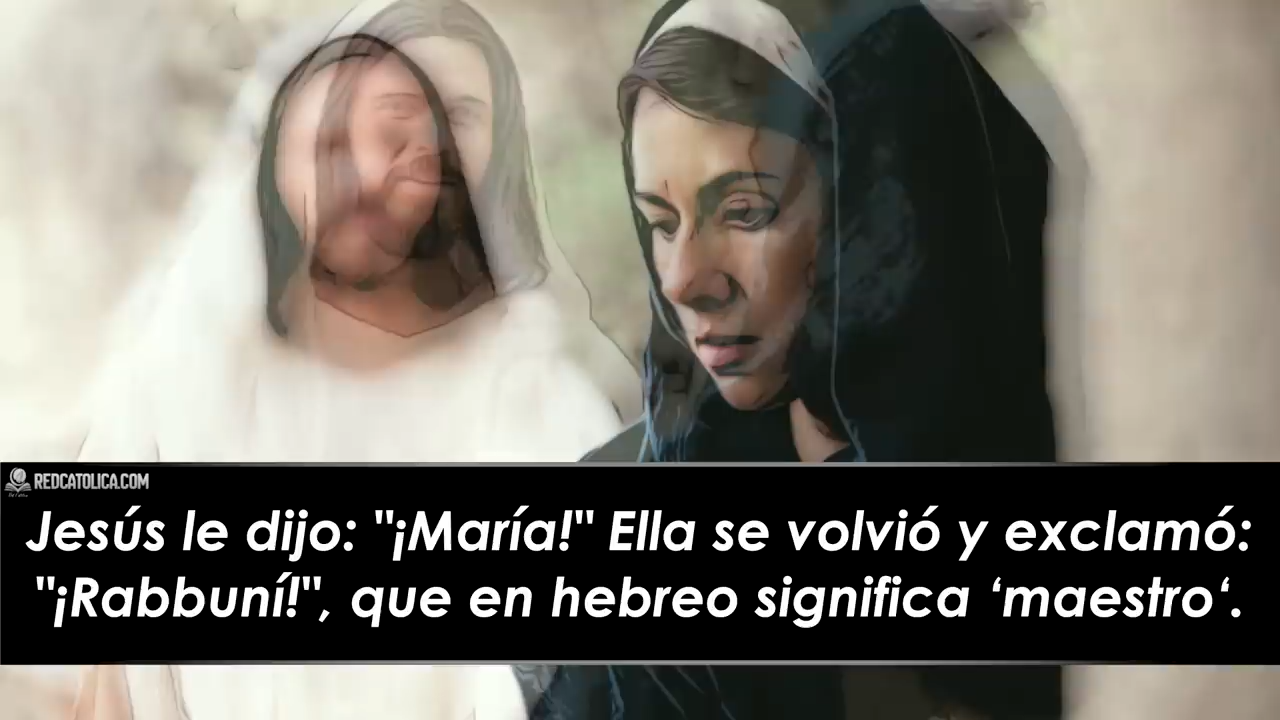 REDCATOLICA.COM
Jesús le dijo: "¡María!" Ella se volvió y exclamó:
"¡Rabbuní!", que en hebreo significa ‘maestro‘.